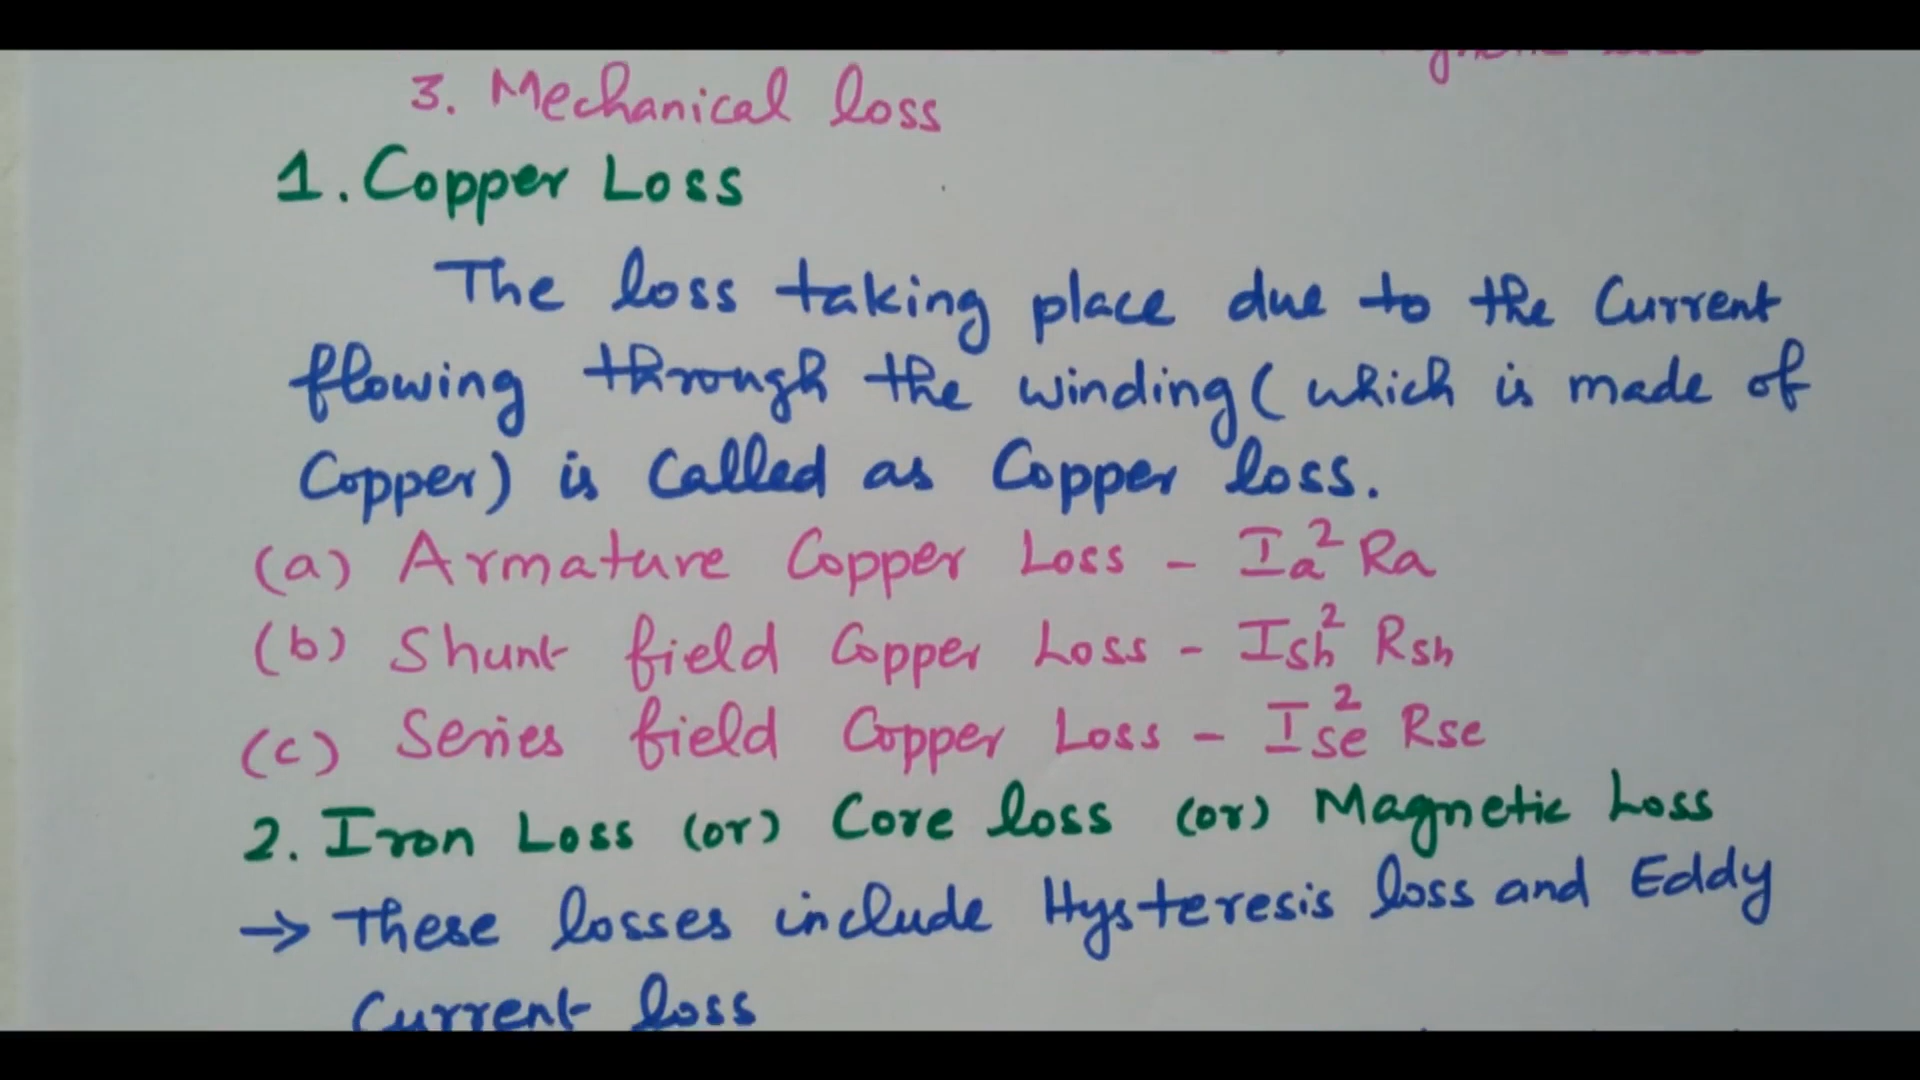 3. Mechanical loss
1. Copper Loss
The loss taking place due to the Current
flowing through the winding (which is made of
Copper) is called as Copper loss.
(a) Armature Copper Loss - Ia² Ra
(b) Shunt field Copper Loss - Ish² Rsh
(c) Series field Copper Loss - Ise² Rse
2. Iron Loss (or) Core loss (or) Magnetic Loss
→ These losses include Hysteresis loss and Eddy
Current loss